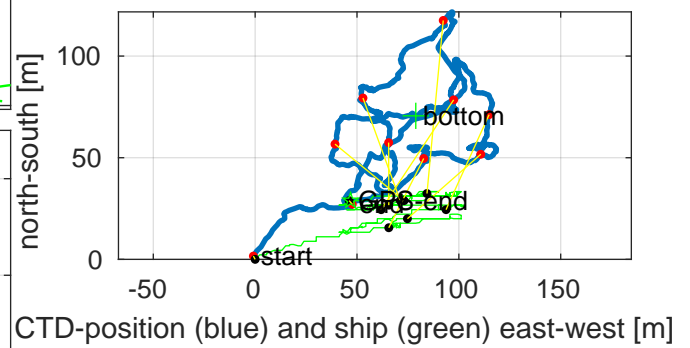 100
50
0
north-south [m]
bottom
GPS-end
end
start
-50
0
50
100
150
CTD-position (blue) and ship (green) east-west [m]